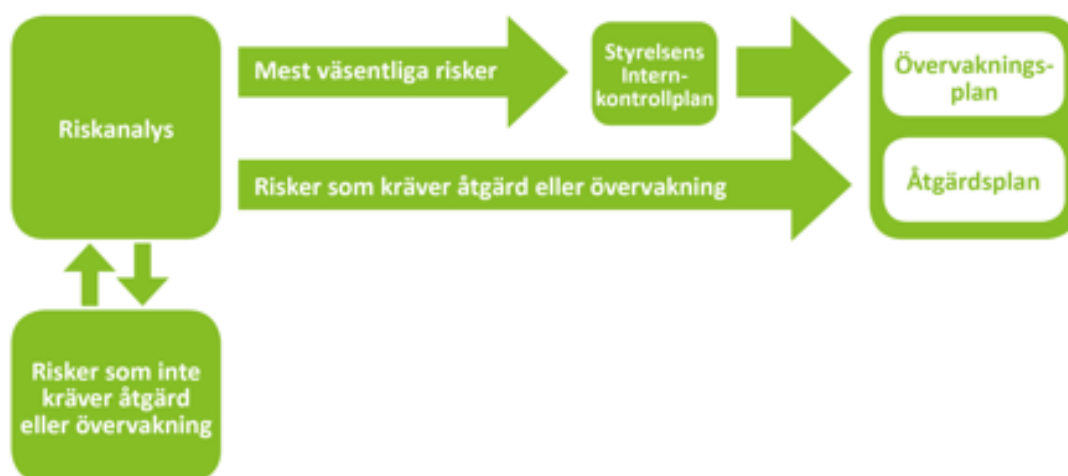 Riskanalys
Mest väsentliga risker
Styrelsens
Intern-
kontrollplan
Övervaknings-
plan
Risker som kräver åtgärd eller övervakning
Åtgärdsplan
Risker som inte
kräver åtgärd
eller övervakning